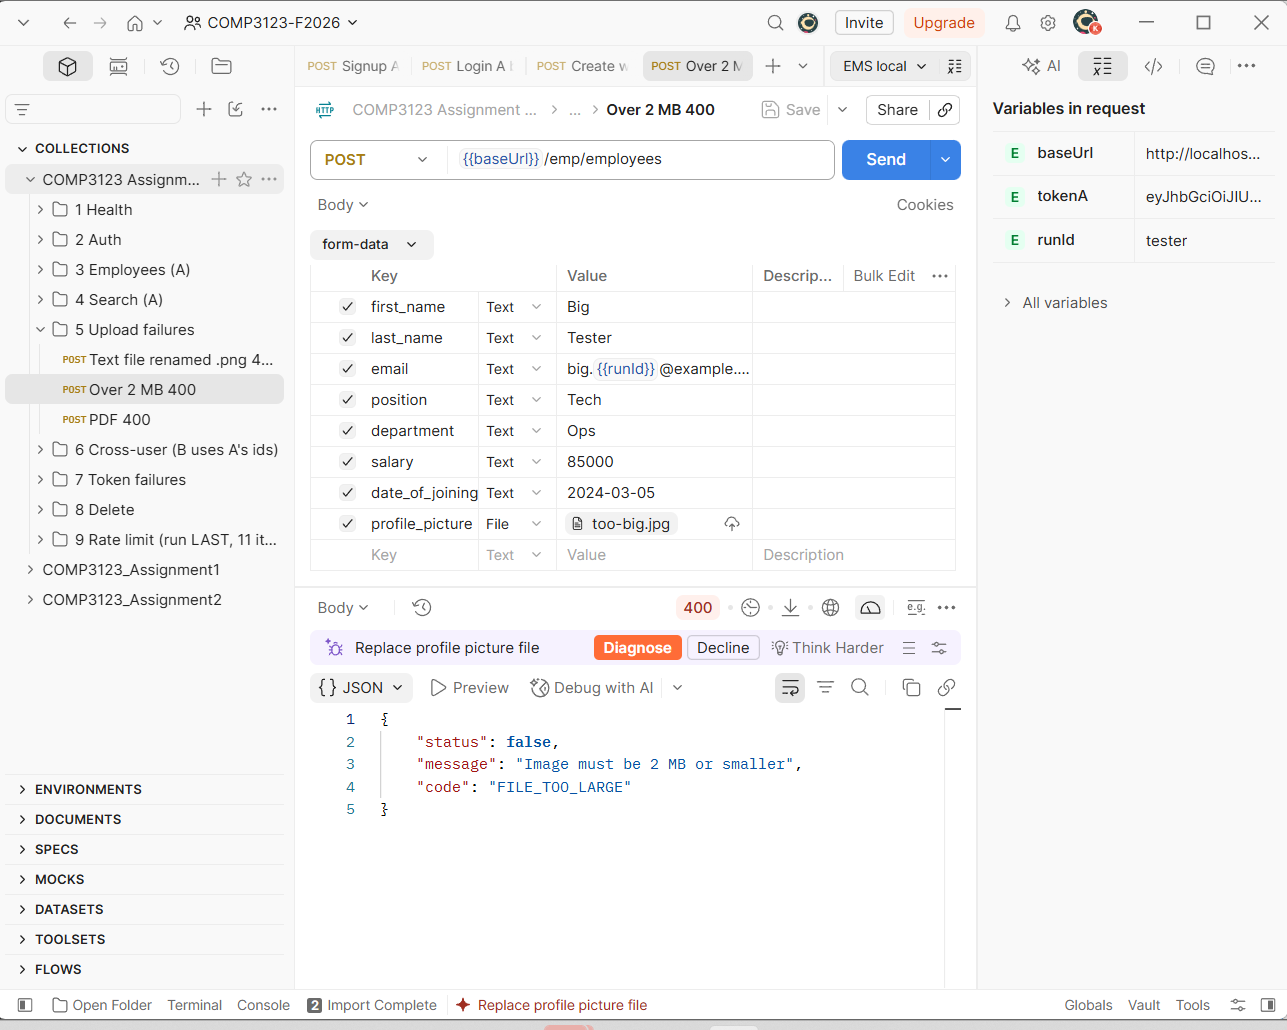 COMP3123-F2026
Invite
Upgrade
POST Signup A
POST Login A
POST Create w
POST Over 2 M
EMS local
AI
HTTP COMP3123 Assignment ... > ... > Over 2 MB 400
Save
Share
COLLECTIONS
COMP3123 Assignm...
1 Health
2 Auth
3 Employees (A)
4 Search (A)
5 Upload failures
POST Text file renamed .png 4...
POST Over 2 MB 400
POST PDF 400
6 Cross-user (B uses A's ids)
7 Token failures
8 Delete
9 Rate limit (run LAST, 11 it...
COMP3123_Assignment1
COMP3123_Assignment2
ENVIRONMENTS
DOCUMENTS
SPECS
MOCKS
DATASETS
TOOLSETS
FLOWS
POST {{baseUrl}} /emp/employees
Send
Body
Cookies
form-data
Key Value Descrip... Bulk Edit
first_name Text Big
last_name Text Tester
email Text big. {{runId}} @example....
position Text Tech
department Text Ops
salary Text 85000
date_of_joining Text 2024-03-05
profile_picture File too-big.jpg
Key Text Value Description
Body
400
e.g.
Replace profile picture file
Diagnose
Decline
Think Harder
{} JSON
Preview
Debug with AI
1 {
2 "status": false,
3 "message": "Image must be 2 MB or smaller",
4 "code": "FILE_TOO_LARGE"
5 }
Variables in request
E baseUrl http://localhos...
E tokenA eyJhbGciOiJIU...
E runId tester
All variables
Open Folder
Terminal
Console
2 Import Complete
Replace profile picture file
Globals
Vault
Tools